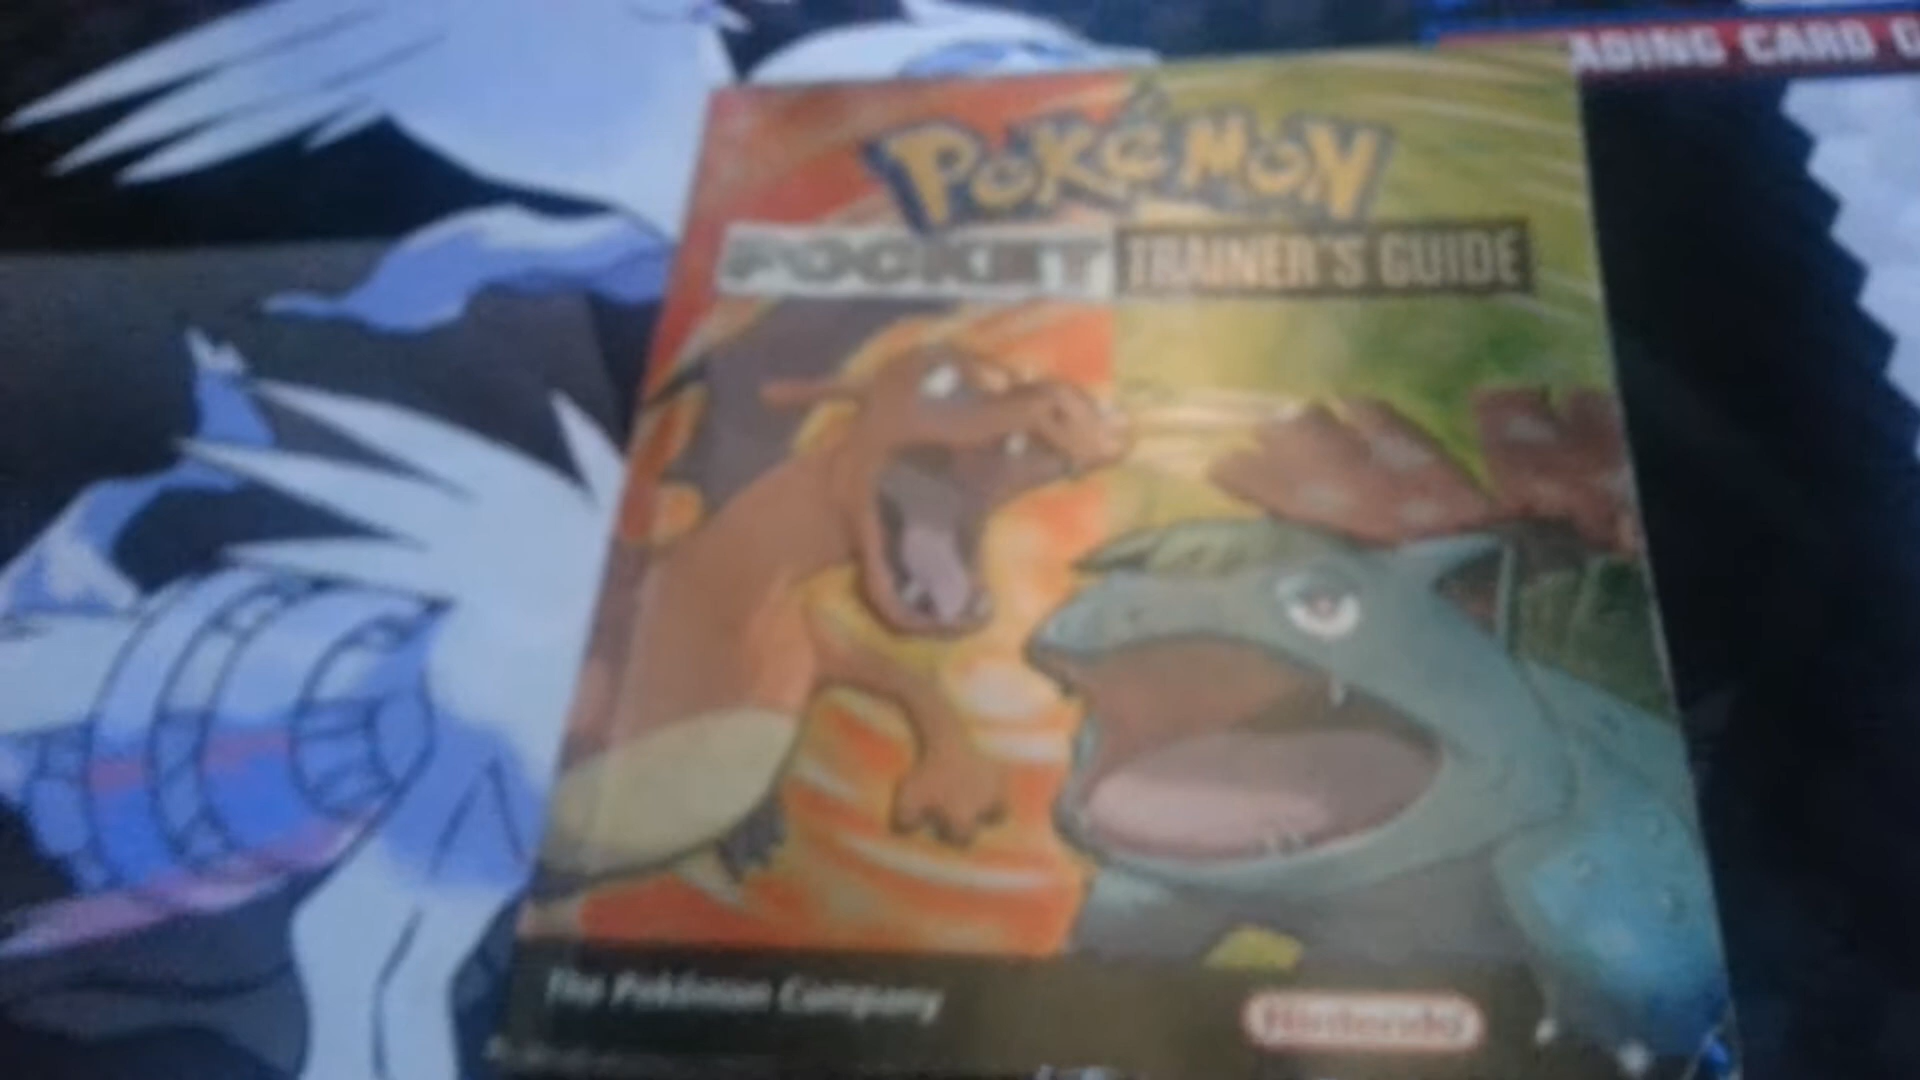 ADING CARD G
POKéMON
POCKET TRAINER'S GUIDE
The Pokémon Company
Nintendo